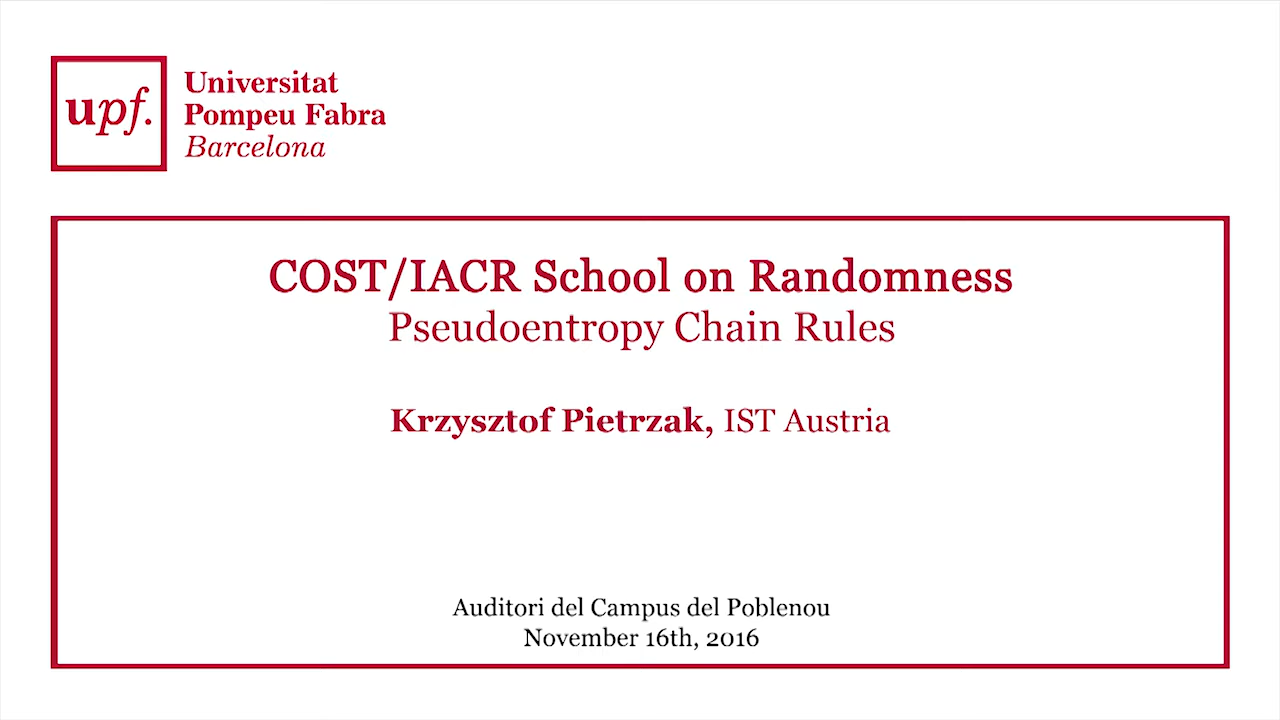 upf.
Universitat
Pompeu Fabra
Barcelona
COST/IACR School on Randomness
Pseudoentropy Chain Rules
Krzysztof Pietrzak, IST Austria
Auditori del Campus del Poblenou
November 16th, 2016